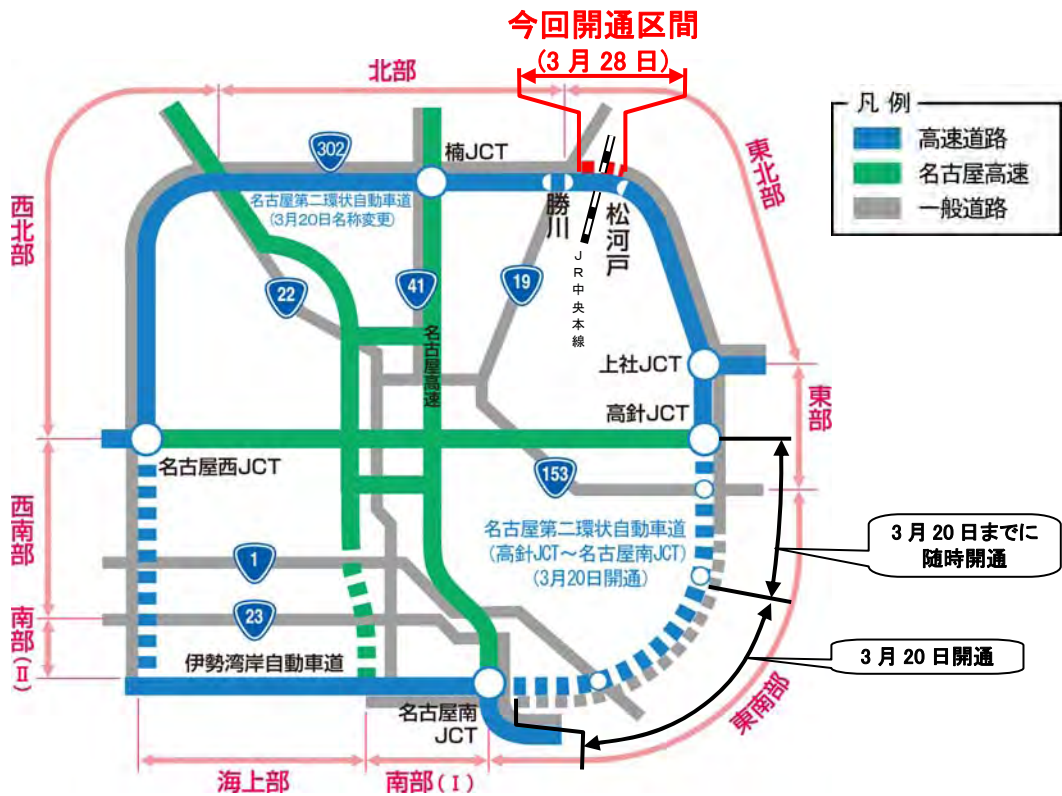 今回開通区間
(3月28日)
北部
凡例
高速道路
名古屋高速
一般道路
302
楠JCT
東北部
名古屋第二環状自動車道
(3月20日名称変更)
勝川
松河戸
JR中央本線
西北部
22
41
19
名古屋高速
上社JCT
高針JCT
東部
名古屋西JCT
153
西南部
名古屋第二環状自動車道
(高針JCT~名古屋南JCT)
(3月20日開通)
3月20日までに
随時開通
1
23
南部(Ⅱ)
伊勢湾岸自動車道
3月20日開通
名古屋南
JCT
東南部
海上部
南部(Ⅰ)